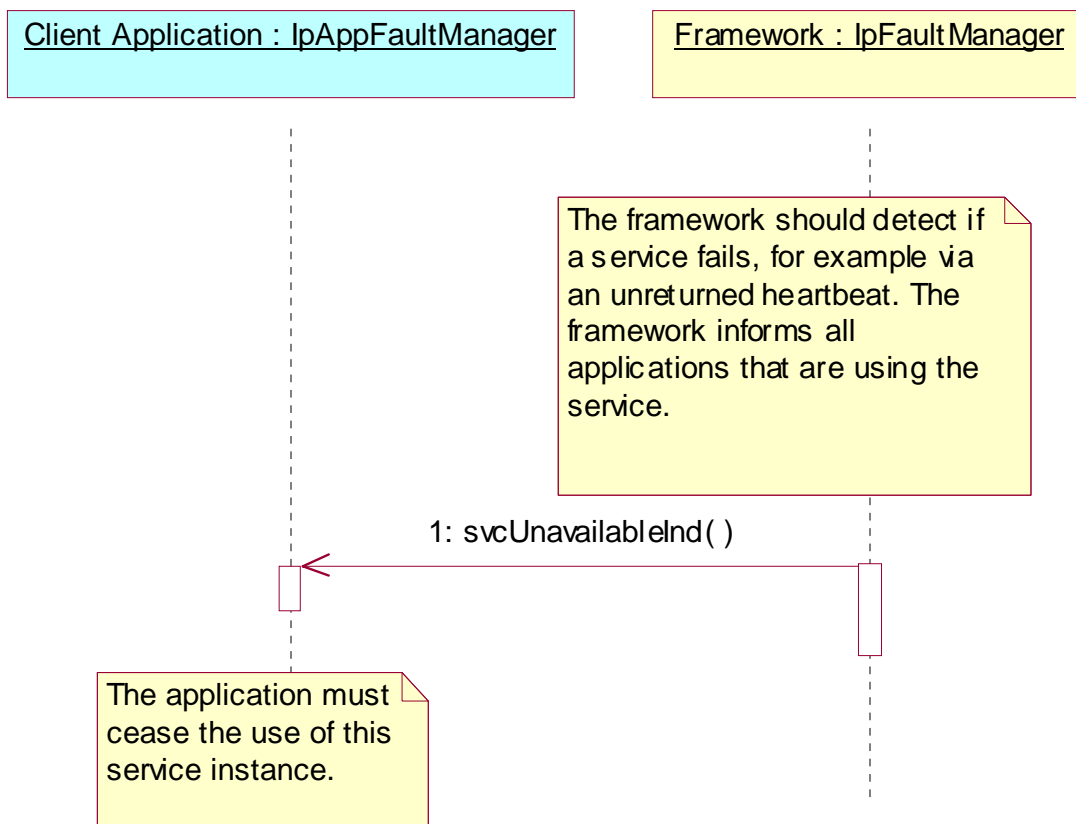 Client Application : IpAppFaultManager
Framework : IpFaultManager
The framework should detect if
a service fails, for example via
an unreturned heartbeat. The
framework informs all
applications that are using the
service.
1: svcUnavailableInd( )
The application must
cease the use of this
service instance.